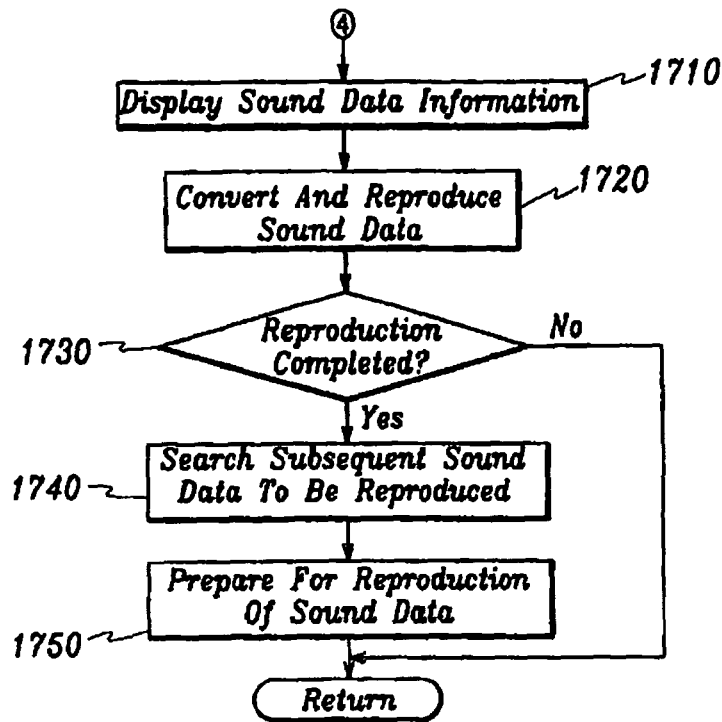 ④
Display Sound Data Information
1710
Convert And Reproduce
Sound Data
1720
Reproduction
Completed?
1730
No
Yes
Search Subsequent Sound
Data To Be Reproduced
1740
Prepare For Reproduction
Of Sound Data
1750
Return